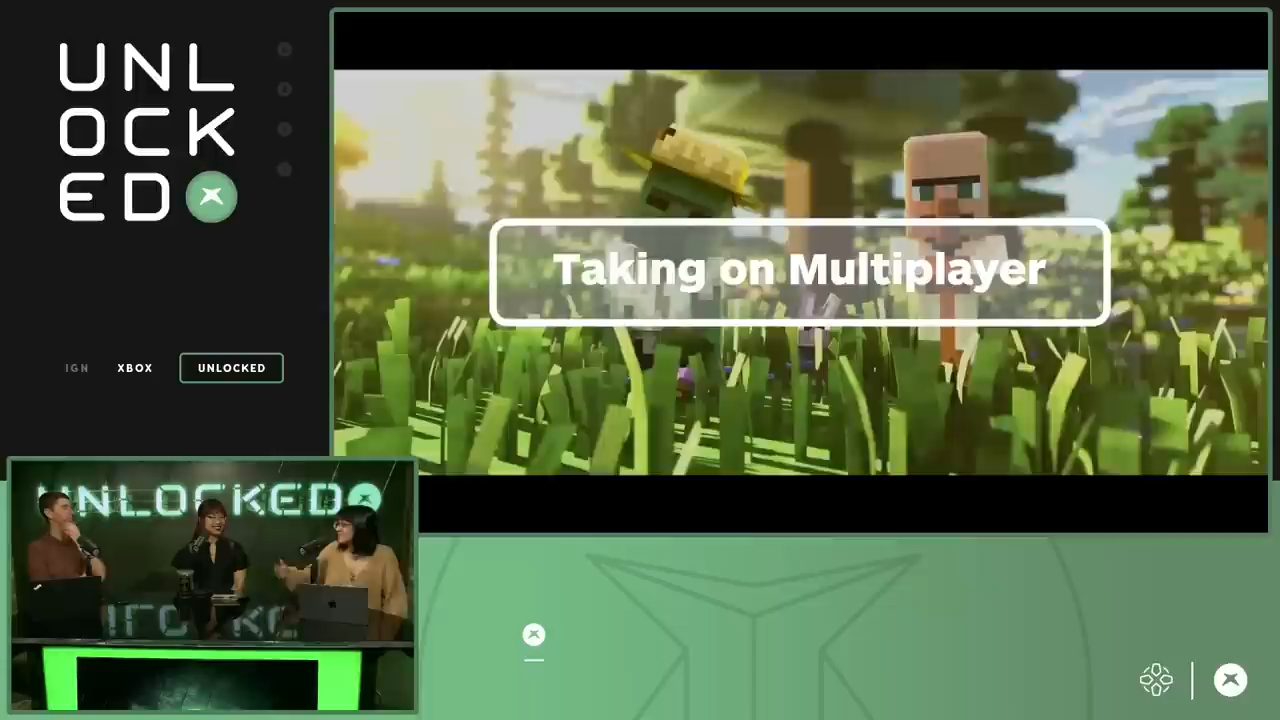 UNL
OCK
ED
IGN XBOX UNLOCKED
Taking on Multiplayer
UNLOCKED